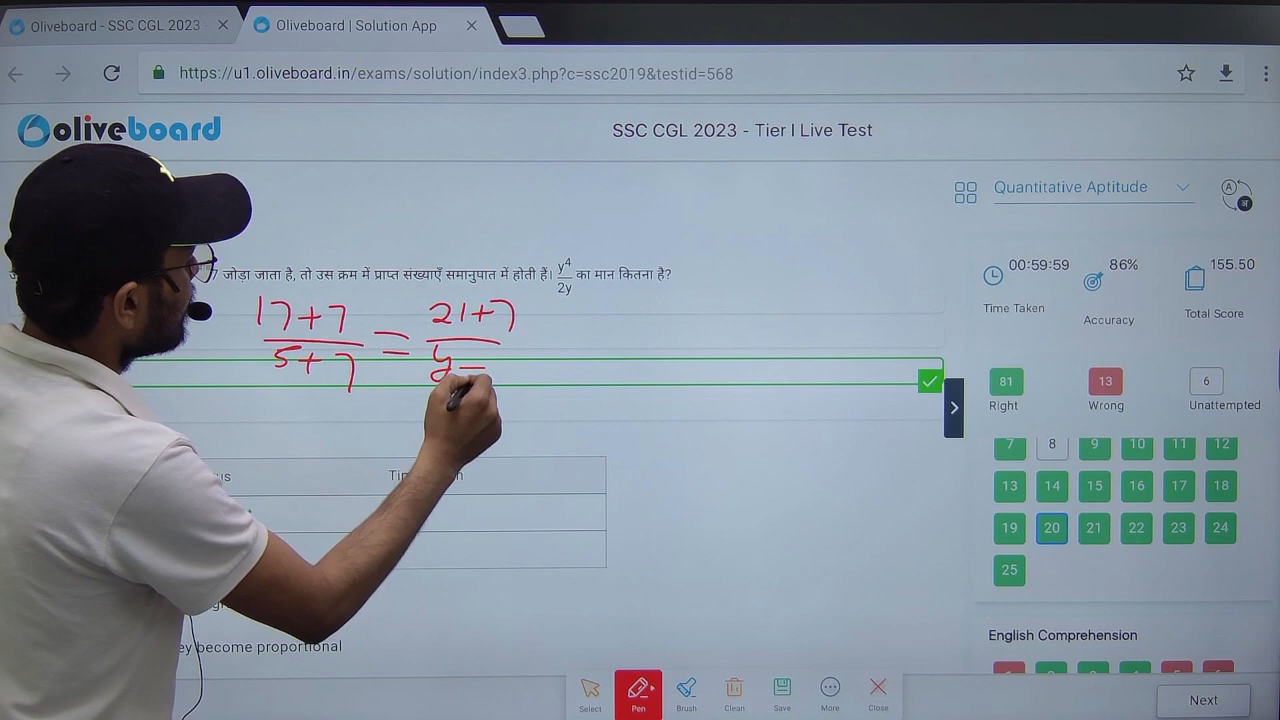 Oliveboard - SSC CGL 2023
Oliveboard | Solution App
https://u1.oliveboard.in/exams/solution/index3.php?c=ssc2019&testid=568
oliveboard
SSC CGL 2023 - Tier I Live Test
Quantitative Aptitude
7 जोड़ा जाता है, तो उस क्रम में प्राप्त संख्याएँ समानुपात में होती हैं। y⁴/2y का मान कितना है?
17+7 / 5+7 = 21+7 / y
00:59:59
Time Taken
86%
Accuracy
155.50
Total Score
81
Right
13
Wrong
6
Unattempted
7 8 9 10 11 12
13 14 15 16 17 18
19 20 21 22 23 24
25
English Comprehension
become proportional
Select
Pen
Brush
Clean
Save
More
Close
Next